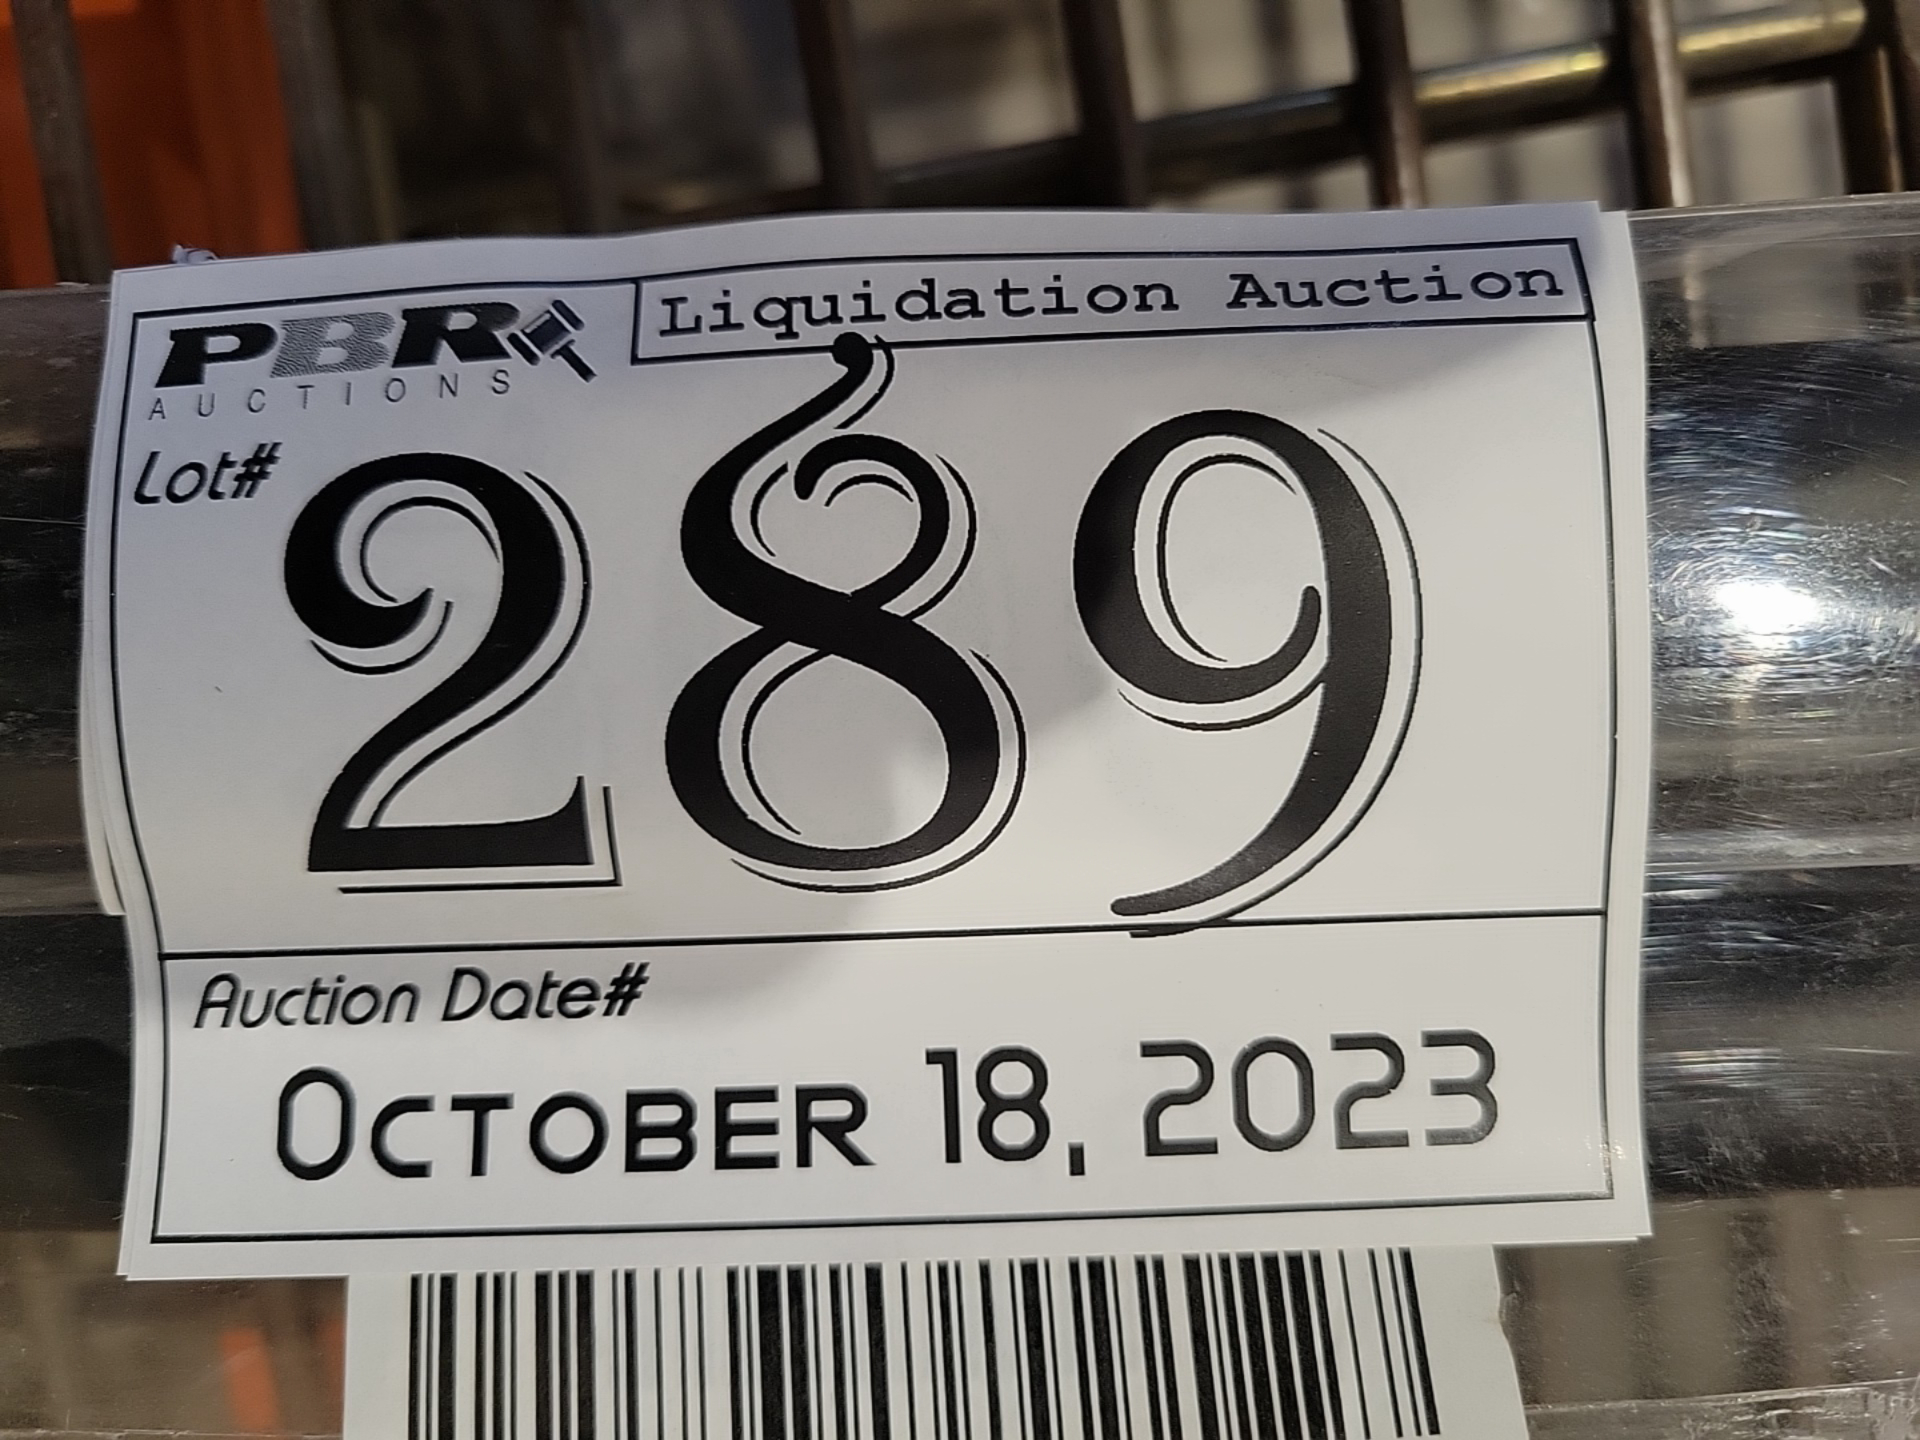 PBR
AUCTIONS
Liquidation Auction
Lot#
289
Auction Date#
October 18, 2023